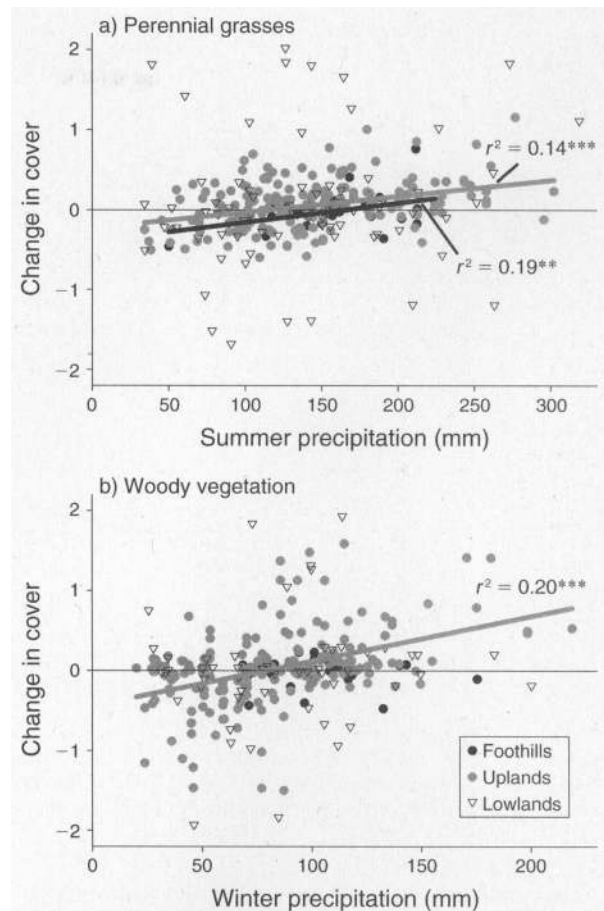 a) Perennial grasses
2
1
0
−1
−2
Change in cover
r² = 0.14***
r² = 0.19**
0 50 100 150 200 250 300
Summer precipitation (mm)
b) Woody vegetation
2
1
0
−1
−2
Change in cover
r² = 0.20***
Foothills
Uplands
Lowlands
0 50 100 150 200
Winter precipitation (mm)